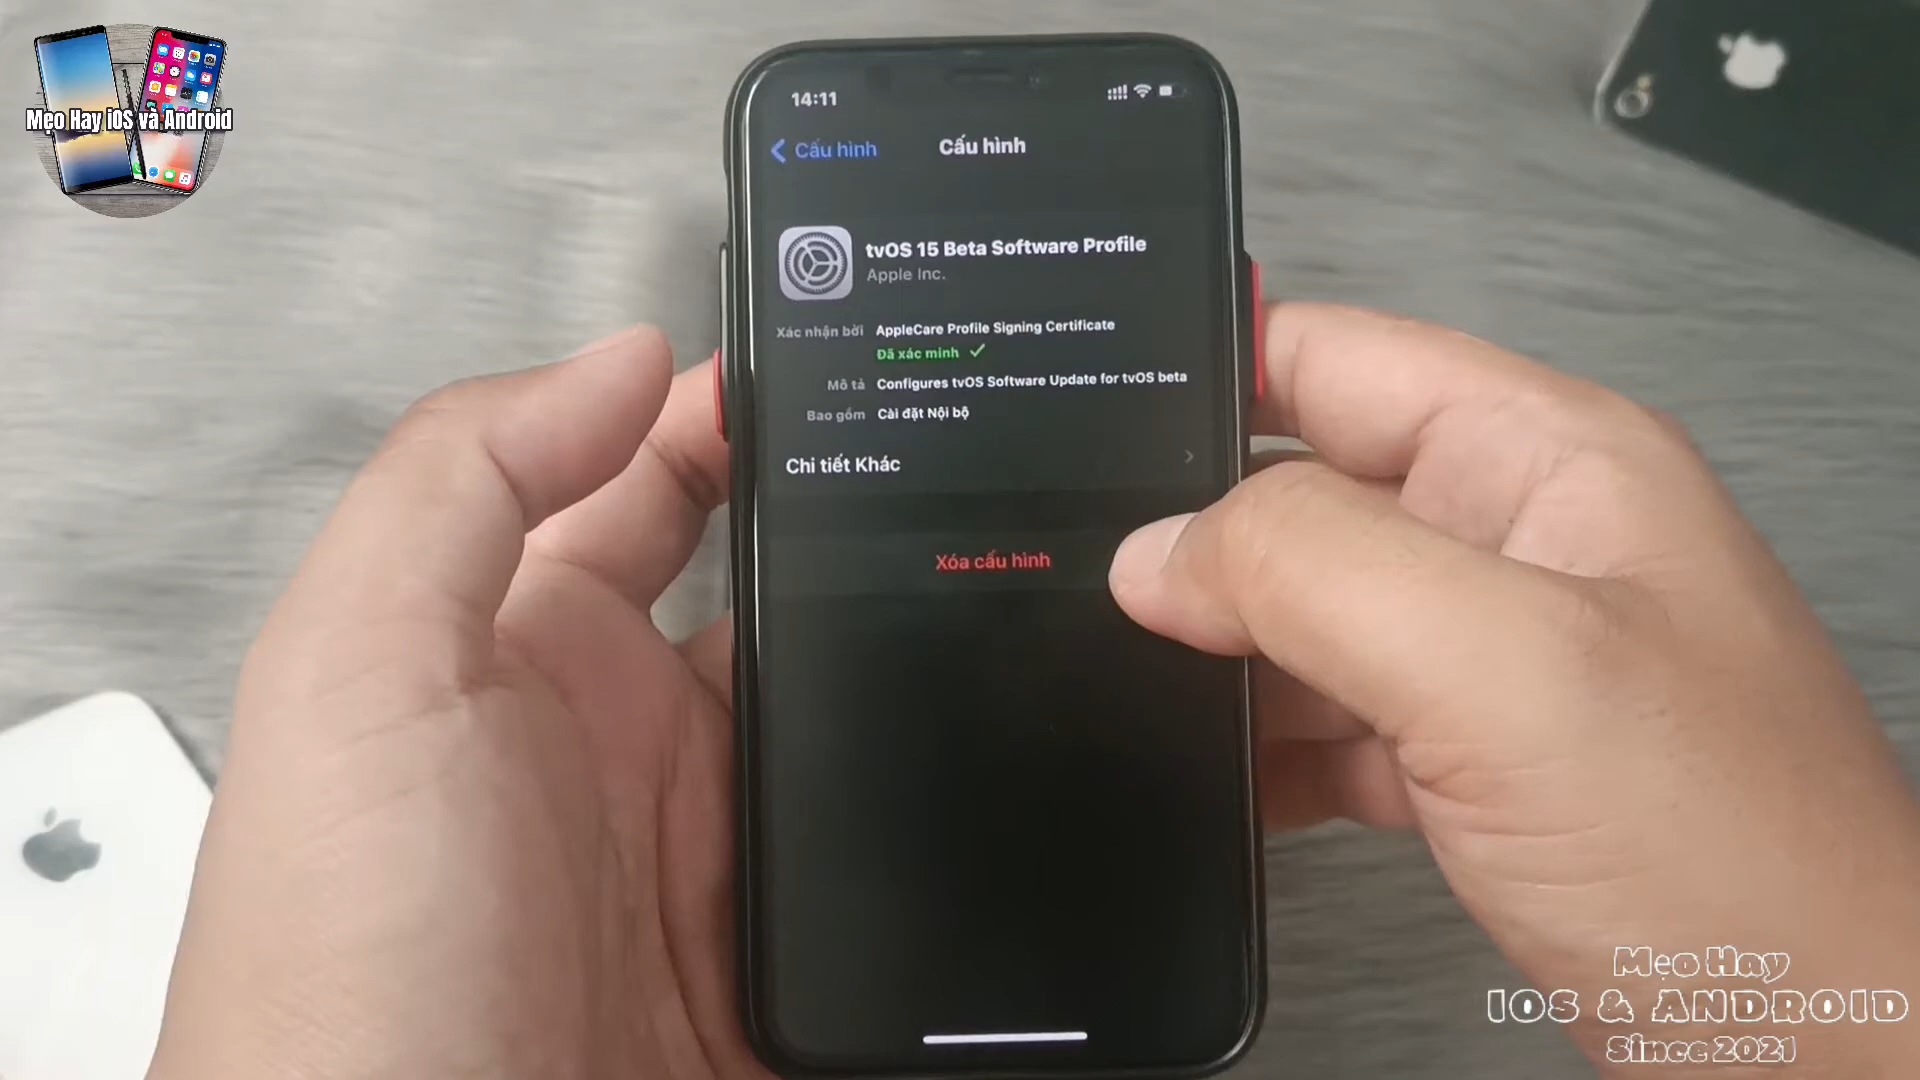 Mẹo Hay iOS và Android
14:11
Cấu hình
Cấu hình
tvOS 15 Beta Software Profile
Apple Inc.
Xác nhận bởi AppleCare Profile Signing Certificate
Đã xác minh
Mô tả Configures tvOS Software Update for tvOS beta
Bao gồm Cài đặt Nội bộ
Chi tiết Khác
Xóa cấu hình
Mẹo Hay
IOS & ANDROID
Since 2021